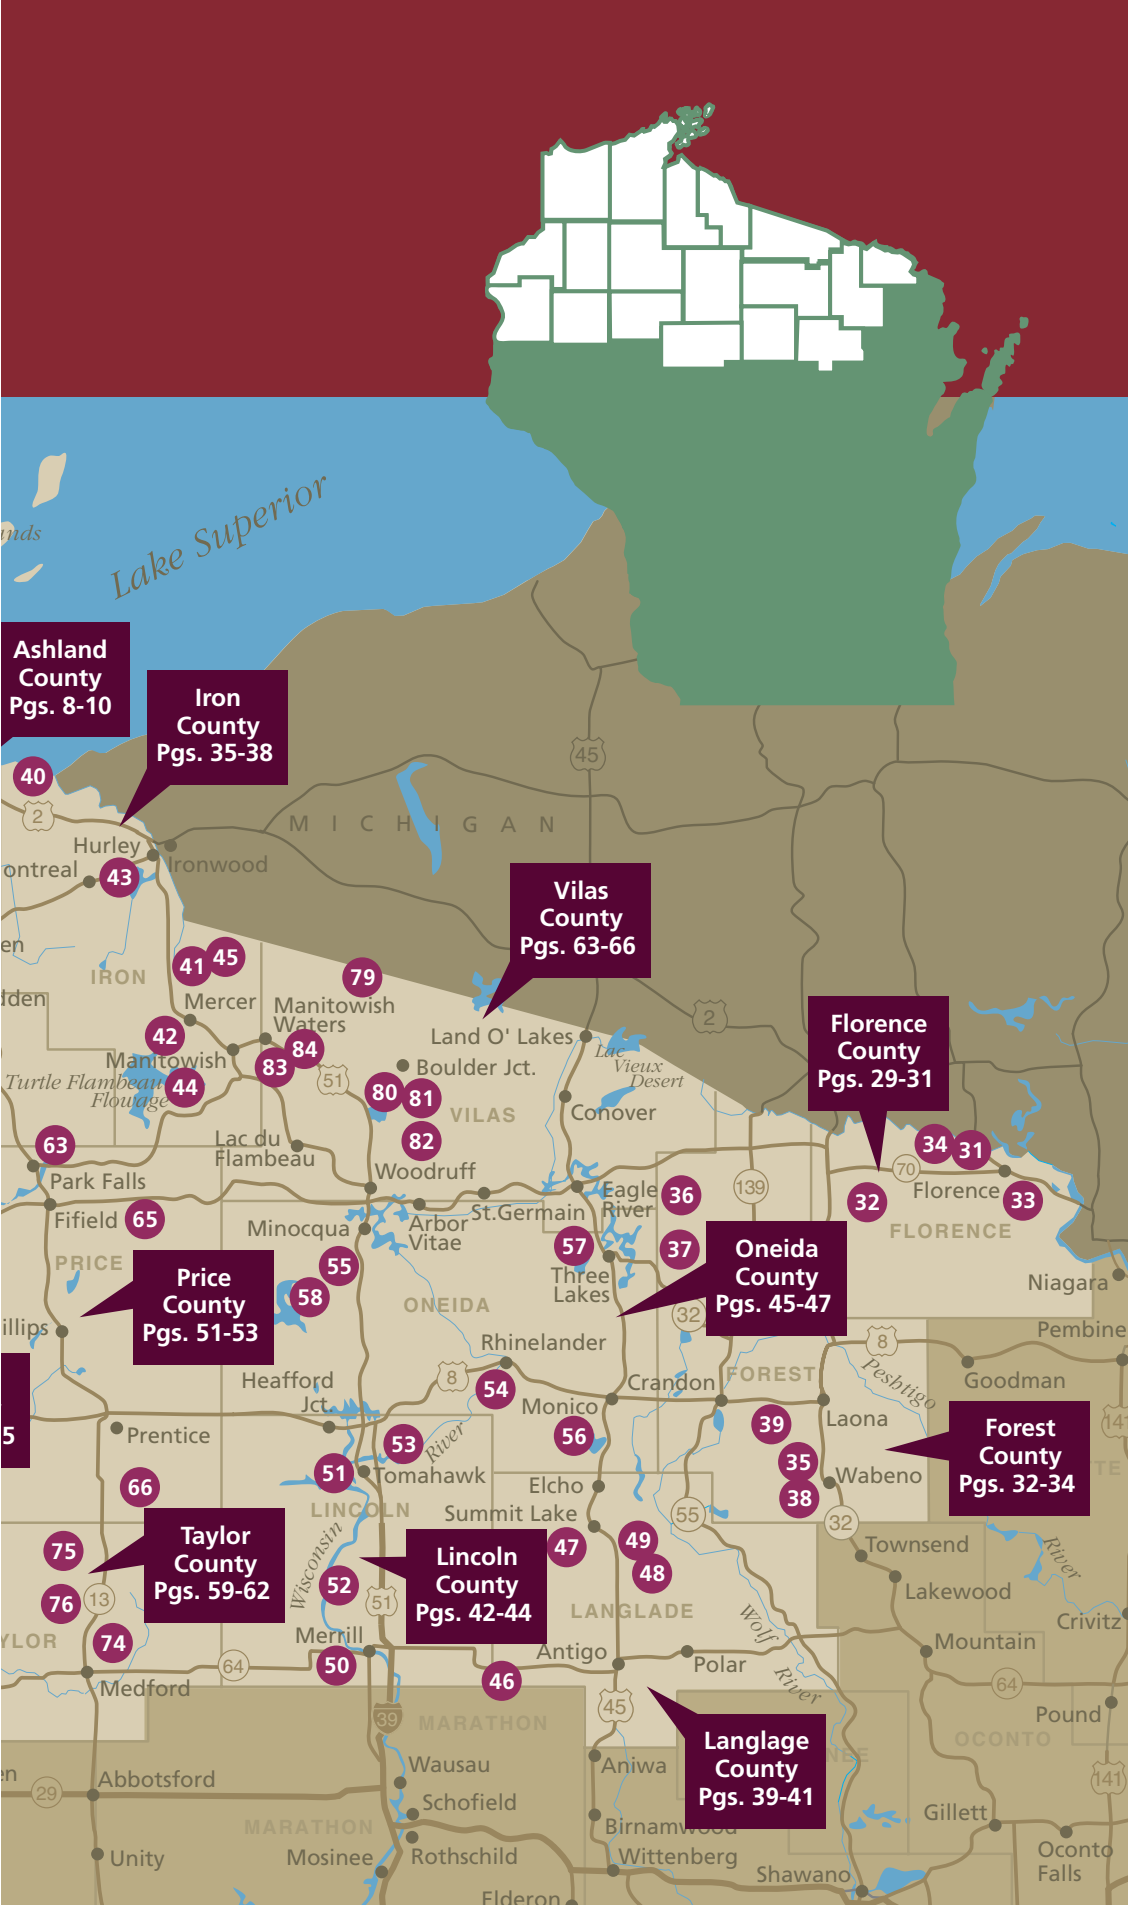 Lake Superior
Ashland
County
Pgs. 8-10
Iron
County
Pgs. 35-38
45
40
2
MICHIGAN
Hurley
Ironwood
43
Vilas
County
Pgs. 63-66
41
45
79
IRON
Mercer
Manitowish
Waters
2
Florence
County
Pgs. 29-31
42
Land O' Lakes
84
Manitowish
83
Lac
Vieux
Desert
Boulder Jct.
51
Turtle Flambeau
Flowage
44
80
81
VILAS
Conover
63
Lac du
Flambeau
82
34
31
Park Falls
Woodruff
70
Florence
Eagle
River
36
139
32
33
Fifield
65
Minocqua
Arbor
Vitae
St.Germain
FLORENCE
57
37
Oneida
County
Pgs. 45-47
PRICE
Price
County
Pgs. 51-53
55
Three
Lakes
Niagara
58
ONEIDA
32
Rhinelander
8
Peshtigo
Heafford
Jct.
8
54
Crandon
FOREST
Goodman
Monico
Laona
Prentice
53
River
56
39
Forest
County
Pgs. 32-34
141
5
51
Tomahawk
Elcho
35
Wabeno
66
LINCOLN
Summit Lake
55
38
32
75
Taylor
County
Pgs. 59-62
Wisconsin
Lincoln
County
Pgs. 42-44
47
49
48
Townsend
River
76
13
52
51
LANGLADE
Lakewood
Wolf
River
Crivitz
74
Merrill
Antigo
Polar
Mountain
64
50
46
64
Medford
45
39
MARATHON
Langlage
County
Pgs. 39-41
Pound
OCONTO
Wausau
Aniwa
29
Abbotsford
141
Schofield
MARATHON
Birnamwood
Gillett
Unity
Mosinee
Rothschild
Wittenberg
Oconto
Falls
Shawano
Elderon